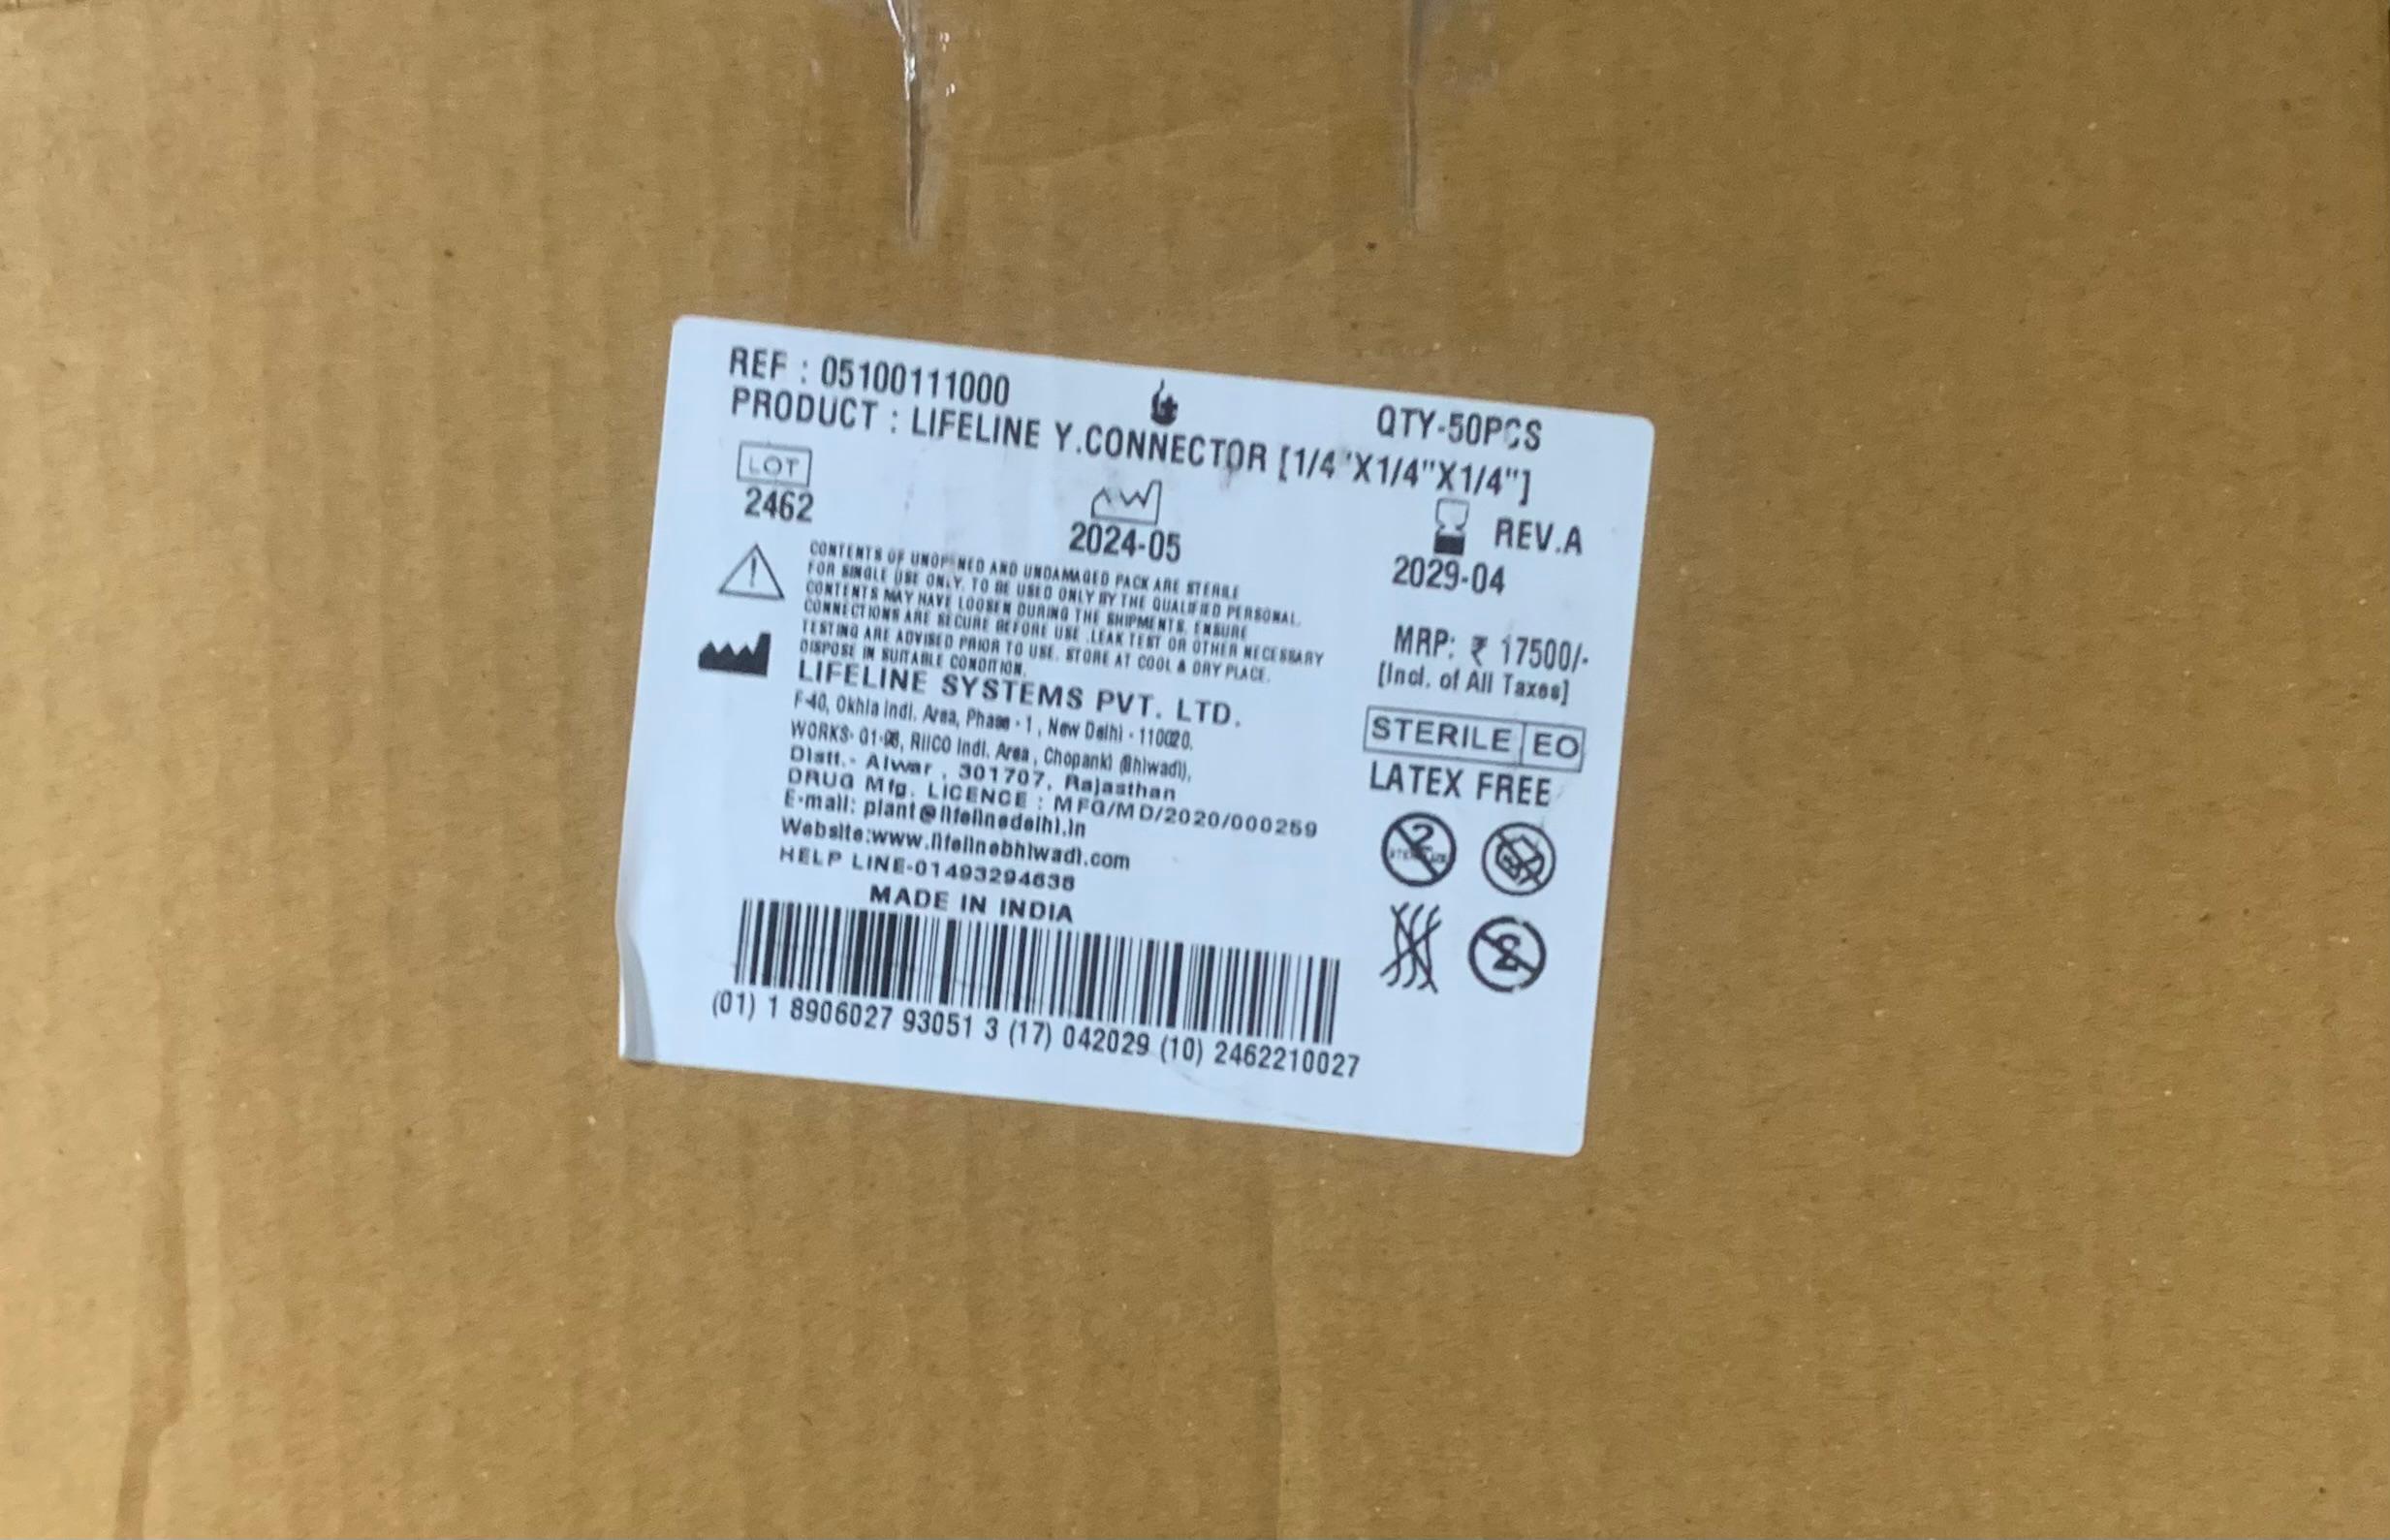 REF : 05100111000
QTY-50PCS
PRODUCT : LIFELINE Y.CONNECTOR [1/4"X1/4"X1/4"]
LOT
2462
2024-05
REV.A
2029-04
CONTENTS OF UNOPENED AND UNDAMAGED PACK ARE STERILE
FOR SINGLE USE ONLY. TO BE USED ONLY BY THE QUALIFIED PERSONAL.
CONTENTS MAY HAVE LOOSEN DURING THE SHIPMENTS. ENSURE
CONNECTIONS ARE SECURE BEFORE USE .LEAK TEST OR OTHER NECESSARY
TESTING ARE ADVISED PRIOR TO USE. STORE AT COOL & DRY PLACE.
DISPOSE IN SUITABLE CONDITION.
MRP: ₹ 17500/-
[Incl. of All Taxes]
LIFELINE SYSTEMS PVT. LTD.
F-40, Okhla Indl. Area, Phase - 1 , New Delhi - 110020.
WORKS- RIICO Indl. Area , Chopanki (Bhiwadi),
Distt.- Alwar , 301707, Rajasthan
DRUG Mfg. LICENCE : MFG/MD/2020/000259
E-mail: plant@lifelinedelhi.in
Website:www.lifelinebhiwadi.com
HELP LINE-01493294636
MADE IN INDIA
STERILE EO
LATEX FREE
2
2
(01) 1 8906027 93051 3 (17) 042029 (10) 2462210027